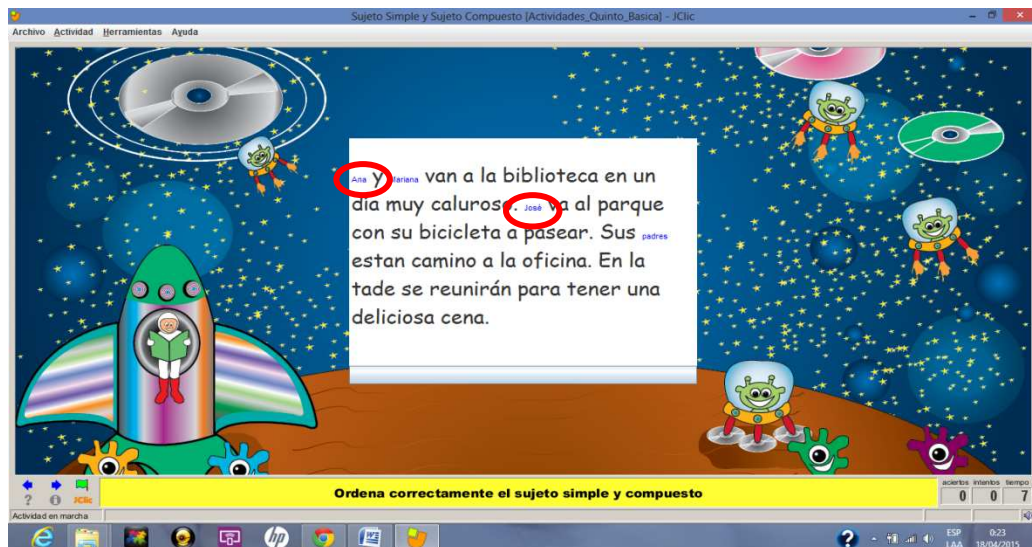 Sujeto Simple y Sujeto Compuesto [Actividades_Quinto_Basica] - JClic
Archivo Actividad Herramientas Ayuda
Ana y Mariana van a la biblioteca en un
día muy caluroso. José va al parque
con su bicicleta a pasear. Sus padres
estan camino a la oficina. En la
tade se reunirán para tener una
deliciosa cena.
JClic
Ordena correctamente el sujeto simple y compuesto
aciertos intentos tiempo
0 0 7
Actividad en marcha
hp
ESP 0:23
LAA 18/04/2015